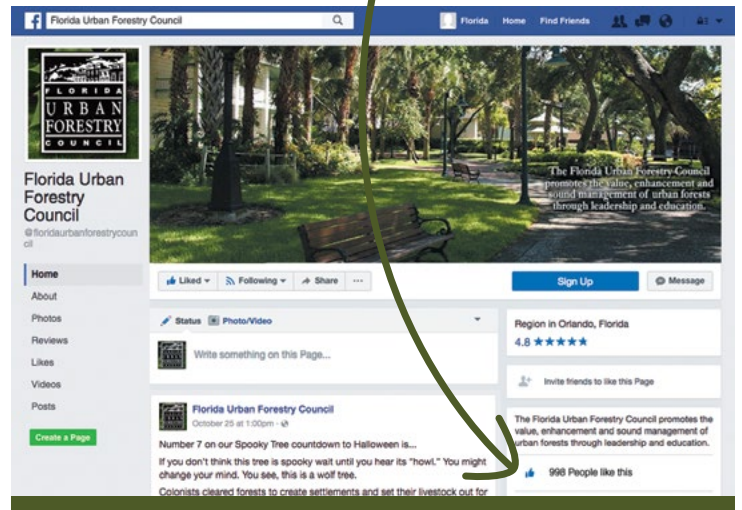 Florida Urban Forestry Council
Florida Home Find Friends
FLORIDA
URBAN
FORESTRY
COUNCIL
The Florida Urban Forestry Council
promotes the value, enhancement and
sound management of urban forests
through leadership and education.
Florida Urban
Forestry
Council
@floridaurbanforestrycoun
cil
Home
About
Photos
Reviews
Likes
Videos
Posts
Create a Page
Liked Following Share ...
Sign Up Message
Status Photo/Video
Write something on this Page...
Florida Urban Forestry Council
October 25 at 1:00pm ·
Number 7 on our Spooky Tree countdown to Halloween is...
If you don't think this tree is spooky wait until you hear its "howl." You might
change your mind. You see, this is a wolf tree.
Colonists cleared forests to create settlements and set their livestock out for
Region in Orlando, Florida
4.8 ★★★★★
Invite friends to like this Page
The Florida Urban Forestry Council promotes the
value, enhancement and sound management of
urban forests through leadership and education.
998 People like this